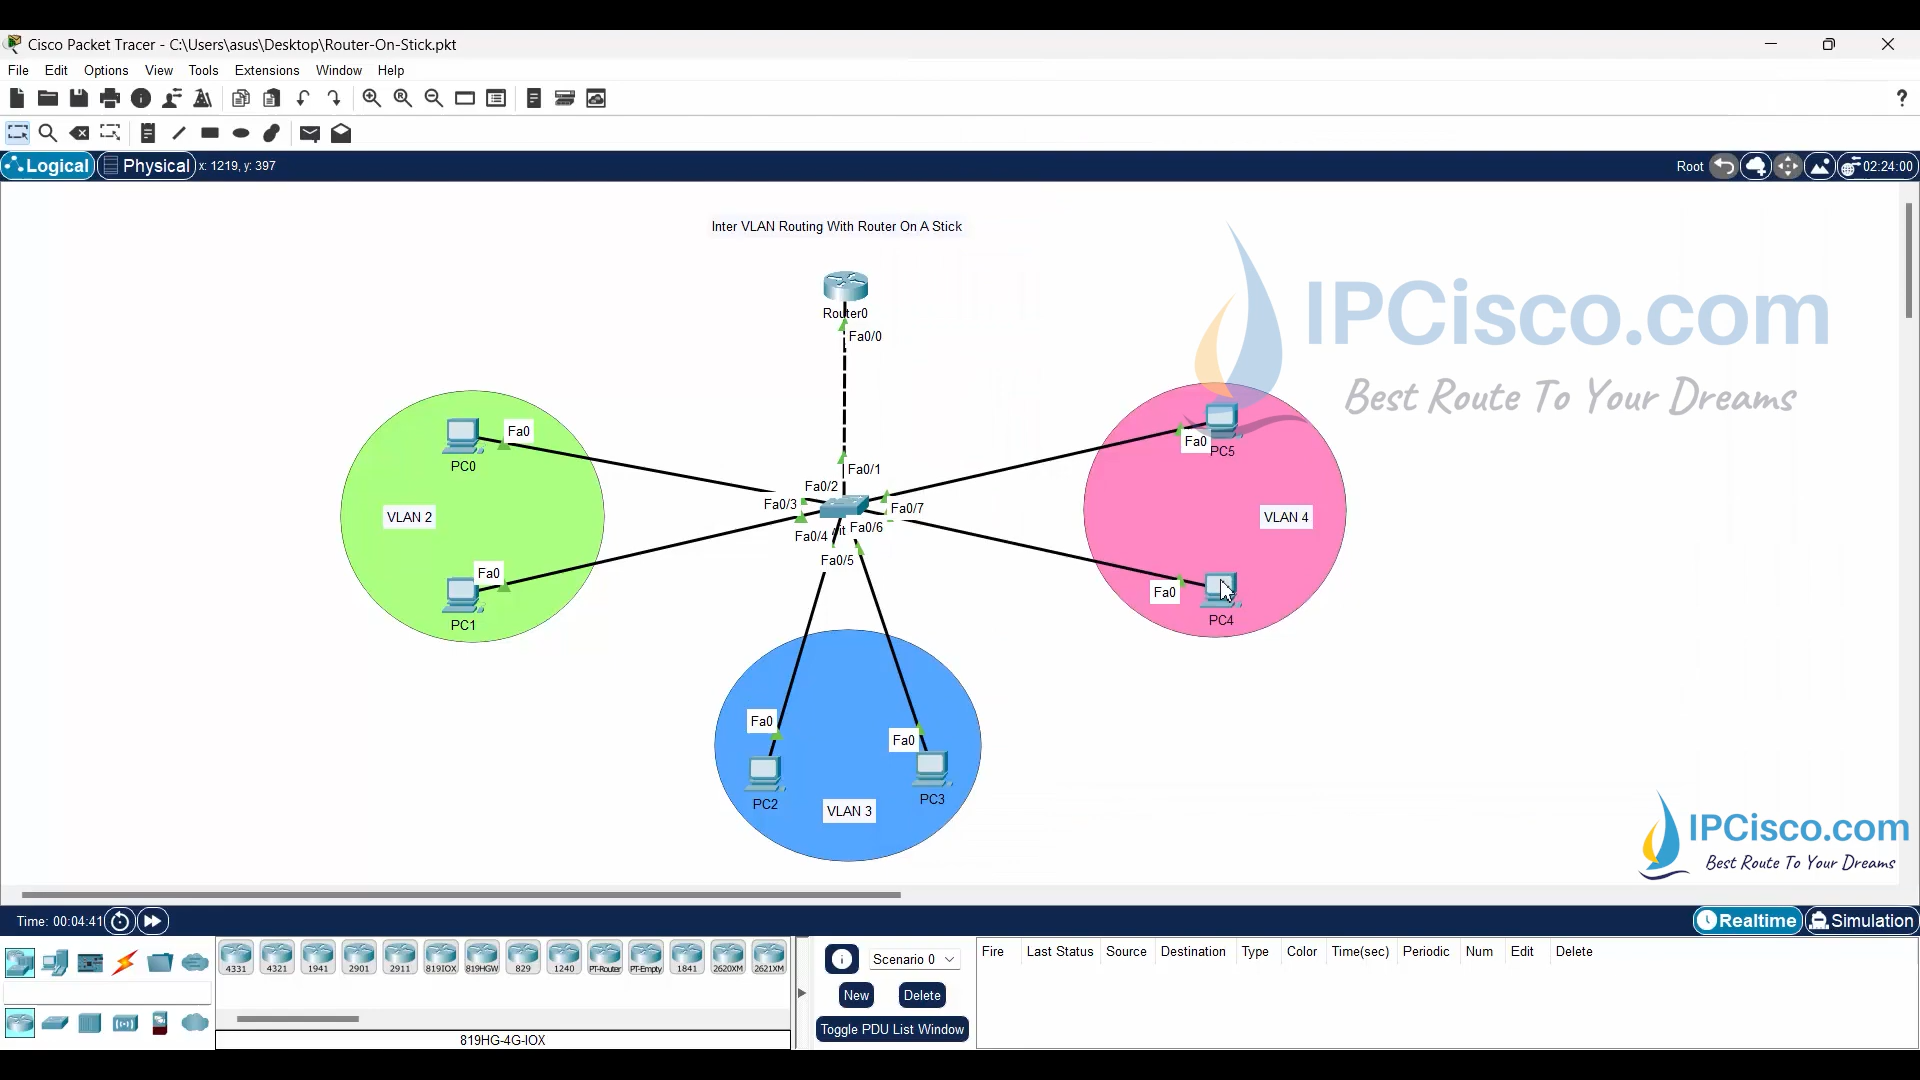 Cisco Packet Tracer - C:\Users\asus\Desktop\Router-On-Stick.pkt
File Edit Options View Tools Extensions Window Help
?
Logical Physical x: 1219, y: 397 Root 02:24:00
Inter VLAN Routing With Router On A Stick
IPCisco.com
Best Route To Your Dreams
Router0
Fa0/0
Fa0
PC0
VLAN 2
Fa0
PC1
Fa0/1
Fa0/2
Fa0/3
Fa0/7
Fa0/6
Fa0/4
Fa0/5
Fa0
PC5
VLAN 4
Fa0
PC4
Fa0
Fa0
PC2
PC3
VLAN 3
IPCisco.com
Best Route To Your Dreams
Time: 00:04:41 Realtime Simulation
4331 4321 1941 2901 2911 819IOX 819HGW 829 1240 PT-Router PT-Empty 1841 2620XM 2621XM
819HG-4G-IOX
Scenario 0
New Delete
Toggle PDU List Window
Fire Last Status Source Destination Type Color Time(sec) Periodic Num Edit Delete